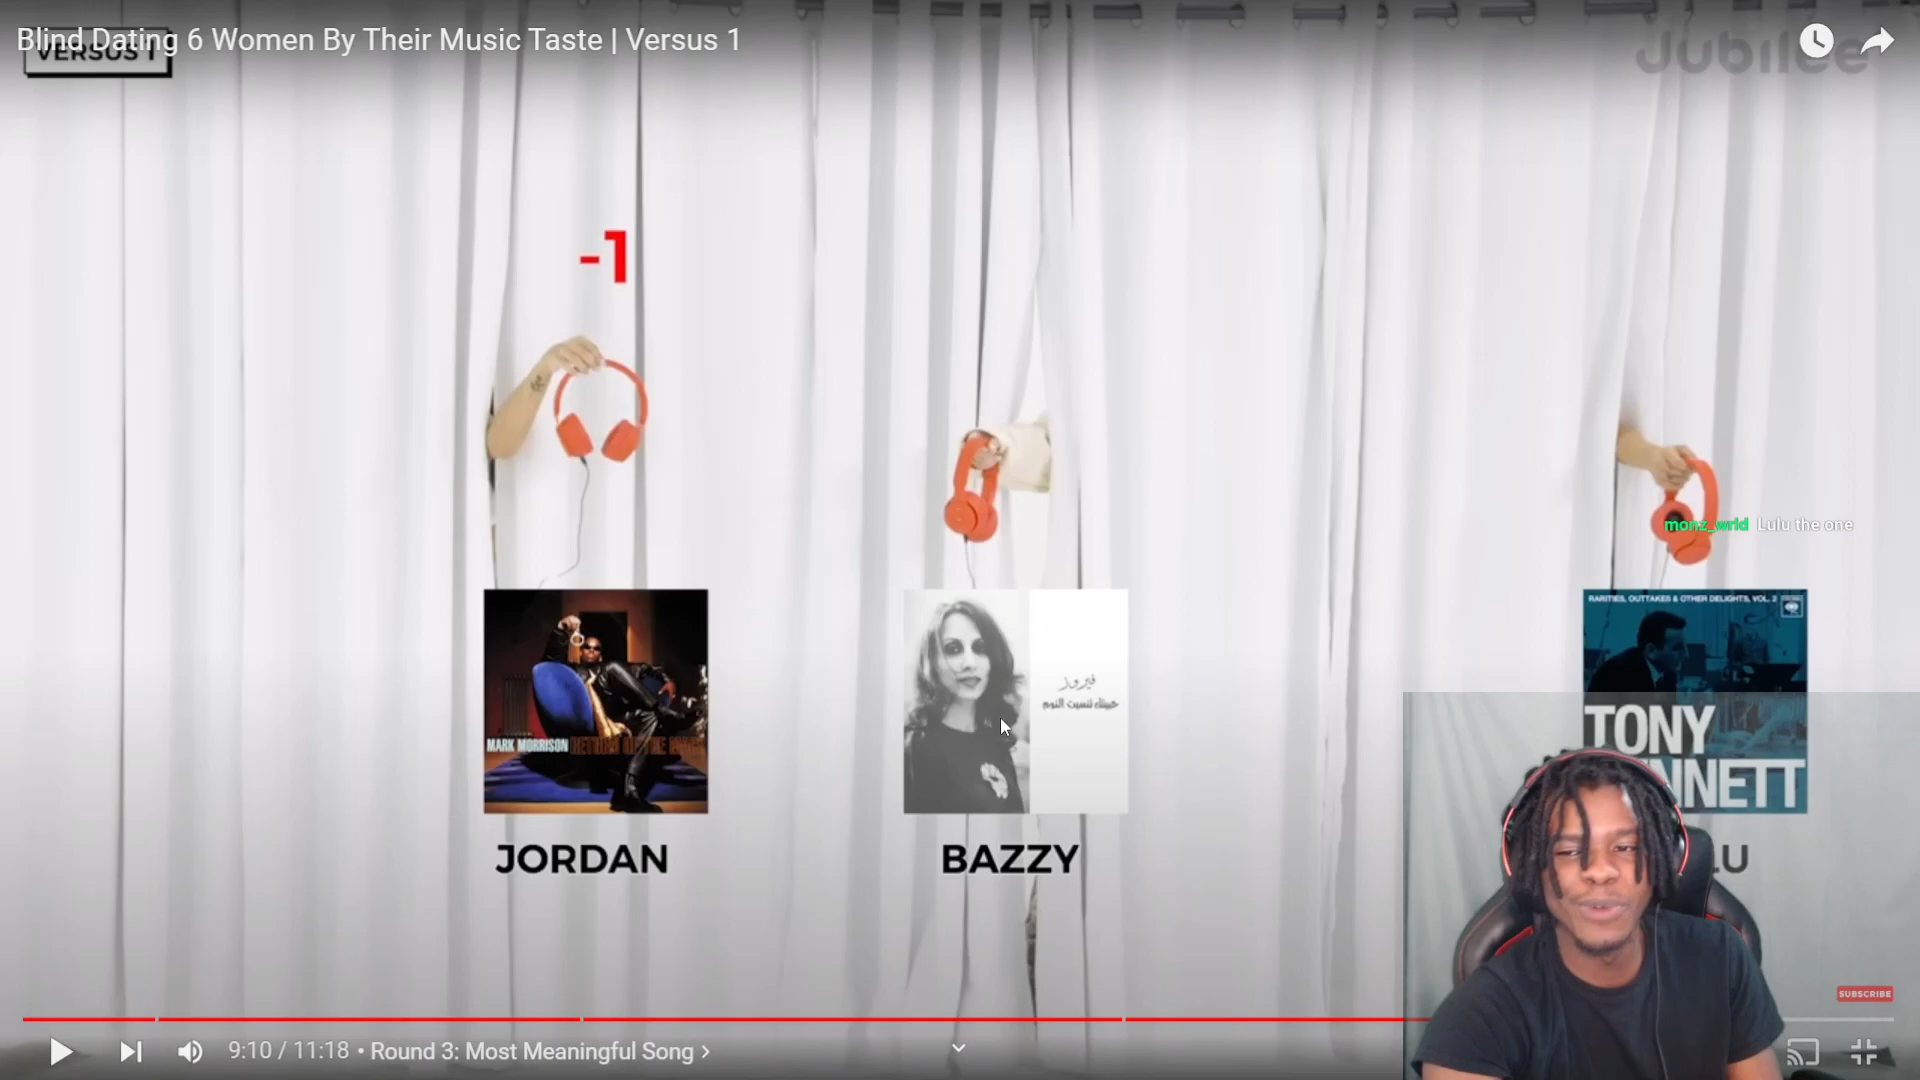 Blind Dating 6 Women By Their Music Taste | Versus 1
VERSUS 1
Jubilee
-1
monz_wrld Lulu the one
RARITIES, OUTTAKES & OTHER DELIGHTS, VOL. 2
TONY
MARK MORRISON RETURN OF THE MACK
فيروز
حبيتك تنسيت النوم
JORDAN
BAZZY
LU
SUBSCRIBE
9:10 / 11:18 • Round 3: Most Meaningful Song >